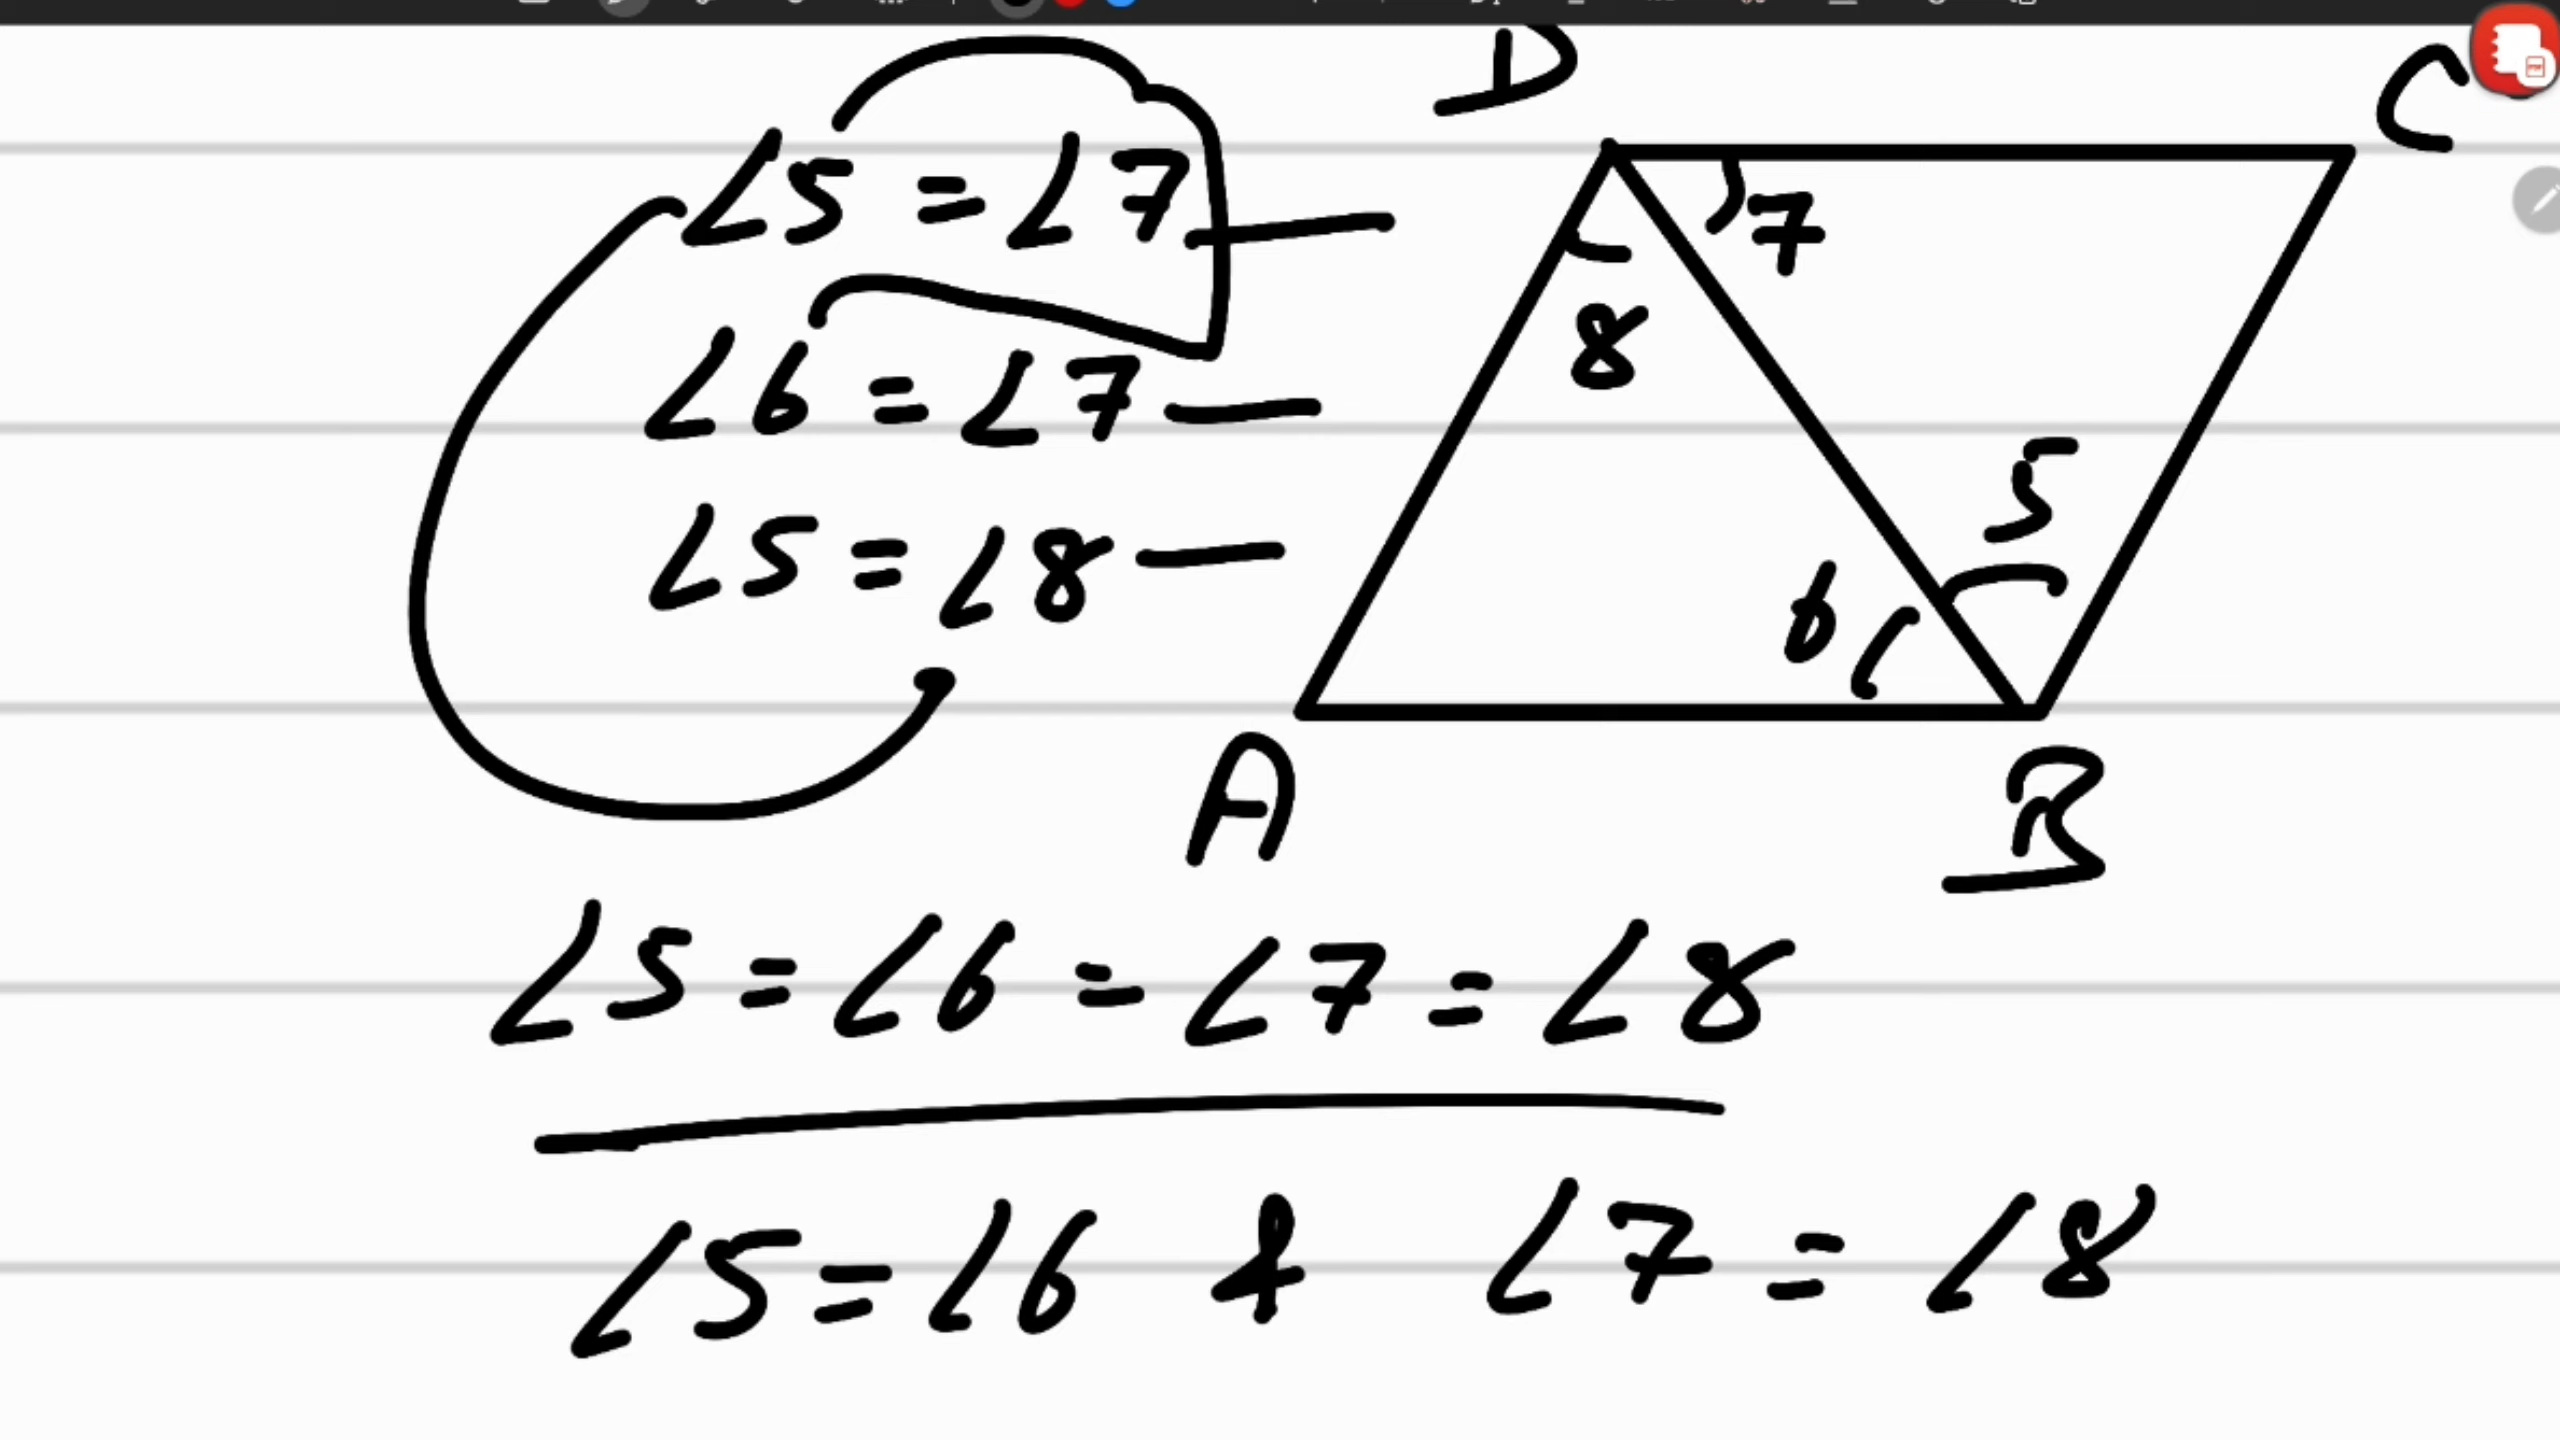 ∠5 = ∠7 —
∠6 = ∠7 —
∠5 = ∠8 —
D
C
7
8
5
6
A
B
∠5 = ∠6 = ∠7 = ∠8
∠5 = ∠6 & ∠7 = ∠8